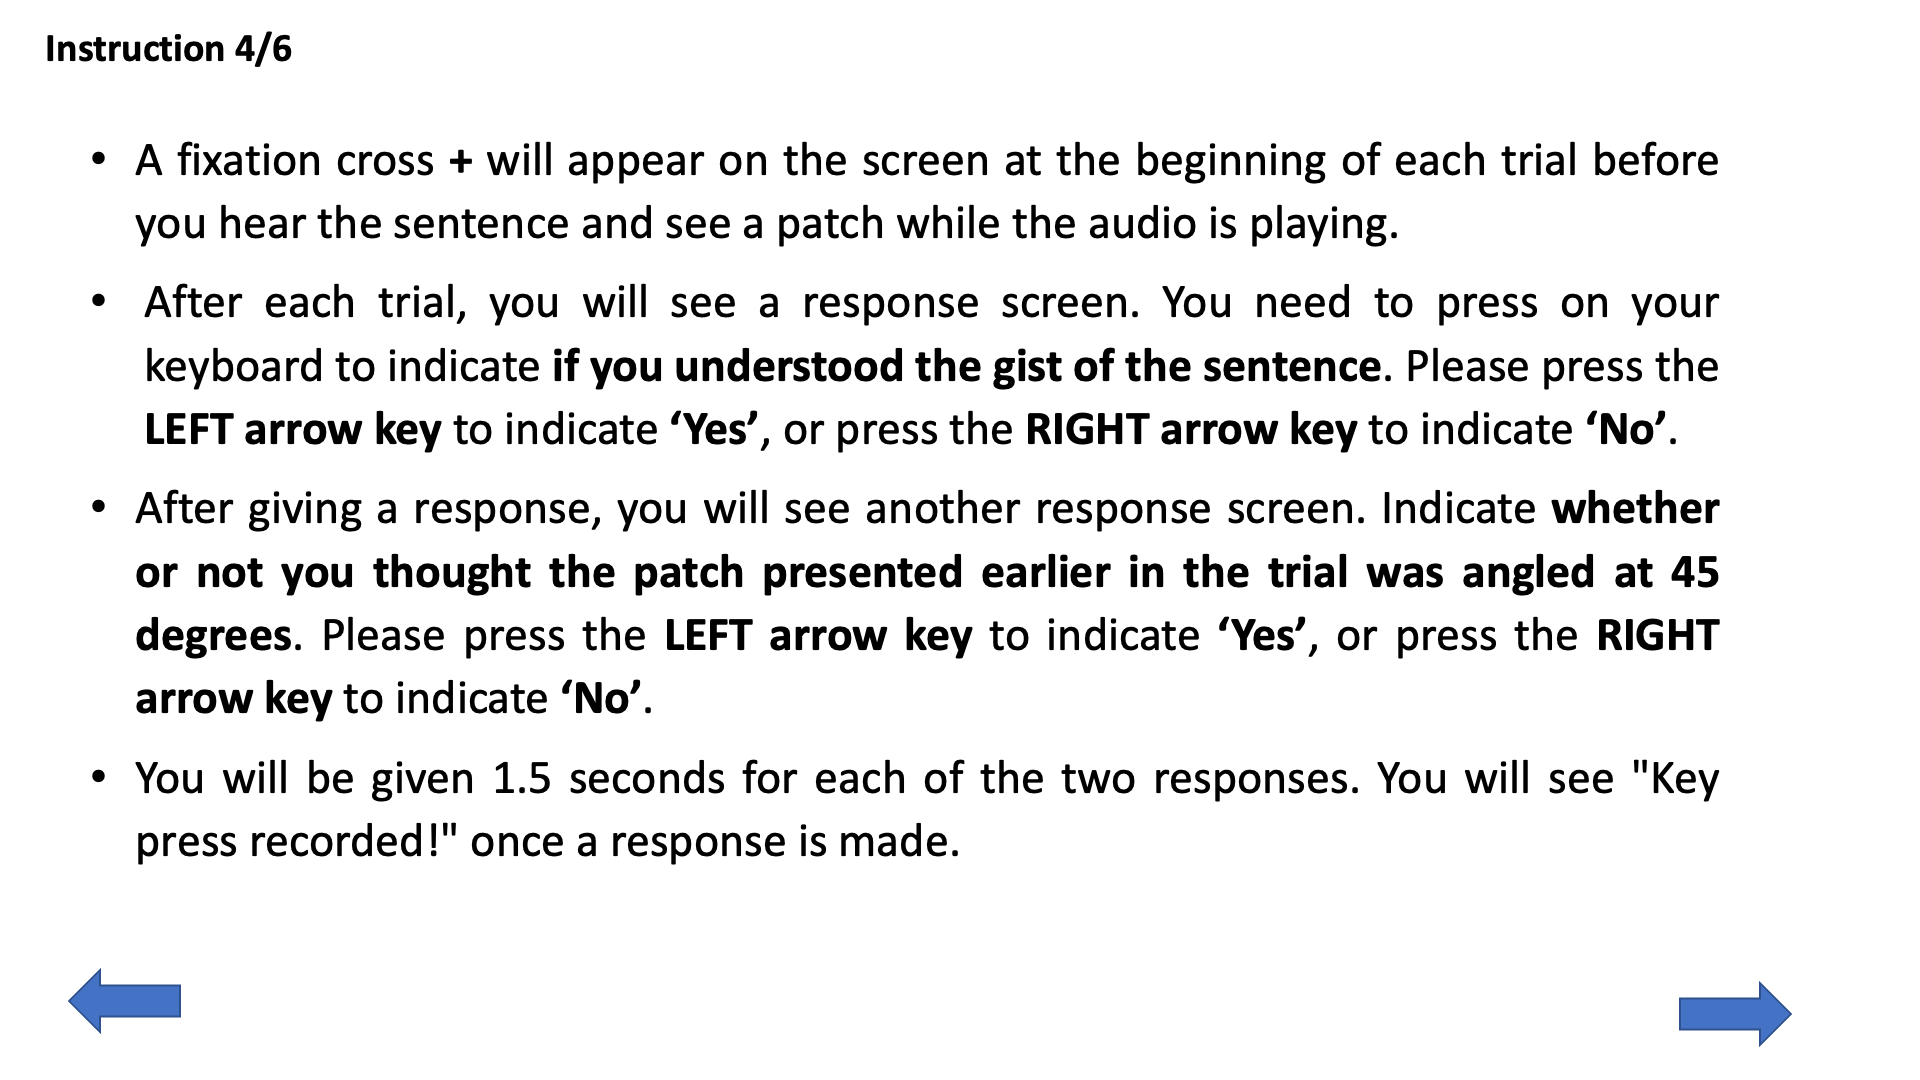 Instruction 4/6
• A fixation cross + will appear on the screen at the beginning of each trial before
you hear the sentence and see a patch while the audio is playing.
• After each trial, you will see a response screen. You need to press on your
keyboard to indicate if you understood the gist of the sentence. Please press the
LEFT arrow key to indicate ‘Yes’, or press the RIGHT arrow key to indicate ‘No’.
• After giving a response, you will see another response screen. Indicate whether
or not you thought the patch presented earlier in the trial was angled at 45
degrees. Please press the LEFT arrow key to indicate ‘Yes’, or press the RIGHT
arrow key to indicate ‘No’.
• You will be given 1.5 seconds for each of the two responses. You will see "Key
press recorded!" once a response is made.